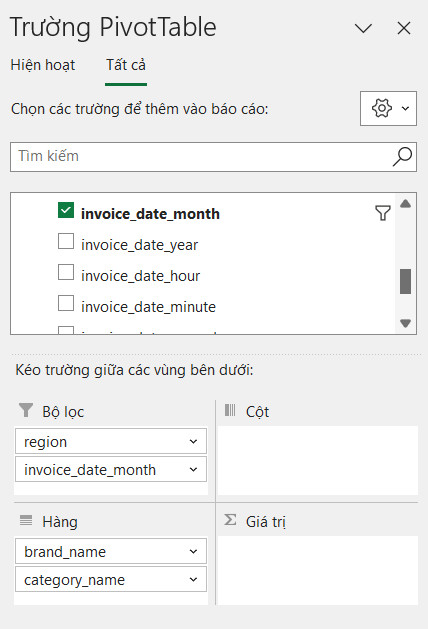 Trường PivotTable
Hiện hoạt Tất cả
Chọn các trường để thêm vào báo cáo:
Tìm kiếm
invoice_date_month
invoice_date_year
invoice_date_hour
invoice_date_minute
Kéo trường giữa các vùng bên dưới:
Bộ lọc
region
invoice_date_month
Cột
Hàng
brand_name
category_name
Giá trị